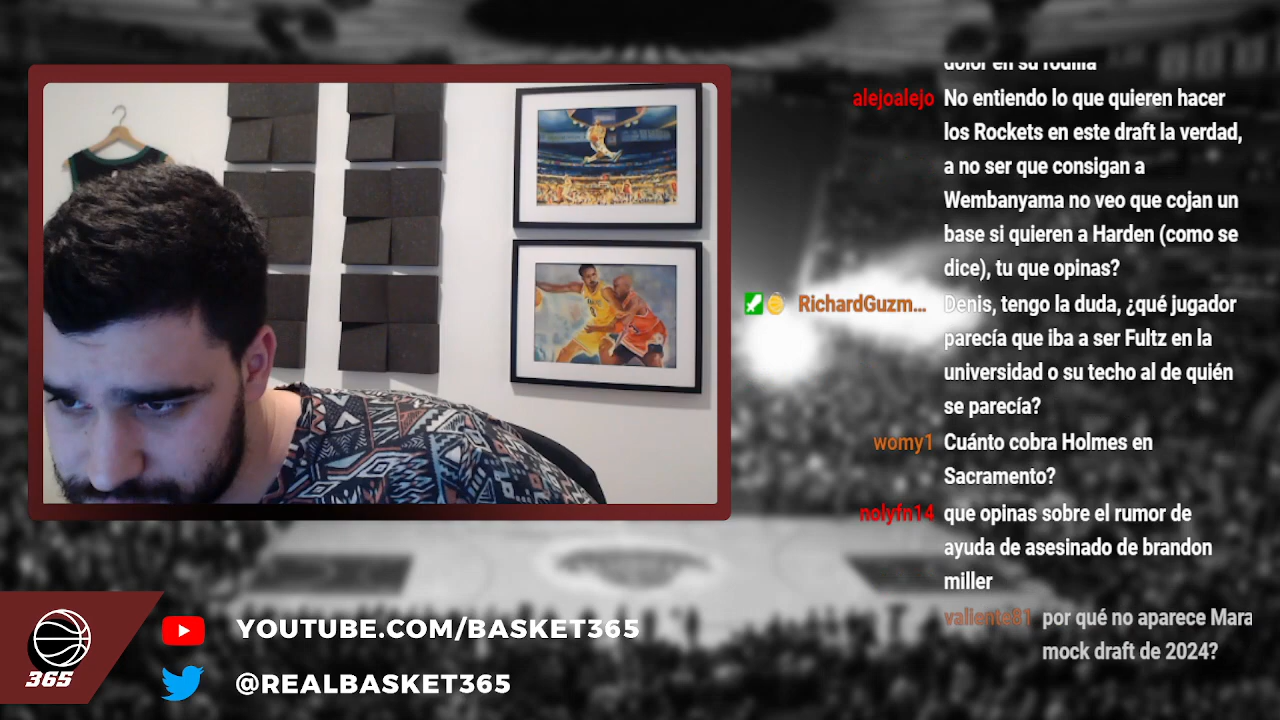 dolor en su rodilla
alejoalejo No entiendo lo que quieren hacer
los Rockets en este draft la verdad,
a no ser que consigan a
Wembanyama no veo que cojan un
base si quieren a Harden (como se
dice), tu que opinas?
RichardGuzm... Denis, tengo la duda, ¿qué jugador
parecía que iba a ser Fultz en la
universidad o su techo al de quién
se parecía?
womy1 Cuánto cobra Holmes en
Sacramento?
nolyfn14 que opinas sobre el rumor de
ayuda de asesinado de brandon
miller
valiente81 por qué no aparece Mara
mock draft de 2024?
365
YOUTUBE.COM/BASKET365
@REALBASKET365